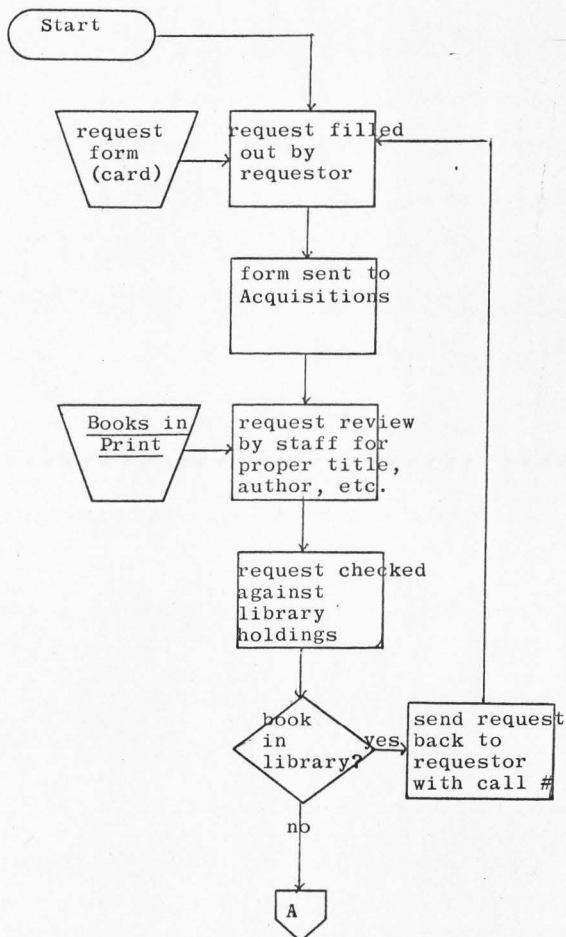 Start
request
form
(card)
request filled
out by
requestor
form sent to
Acquisitions
Books in
Print
request review
by staff for
proper title,
author, etc.
request checked
against
library
holdings
book
in
library?
yes
send request
back to
requestor
with call #
no
A